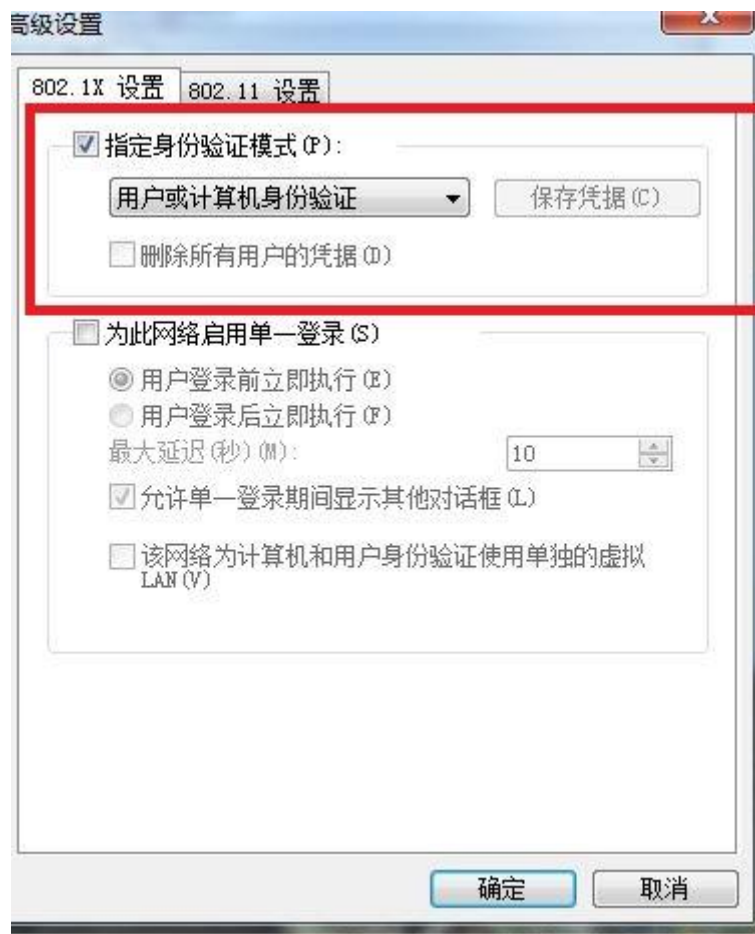 高级设置
X
802.1X 设置 802.11 设置
指定身份验证模式(P):
用户或计算机身份验证 保存凭据(C)
删除所有用户的凭据(D)
为此网络启用单一登录(S)
用户登录前立即执行(E)
用户登录后立即执行(F)
最大延迟(秒)(M): 10
允许单一登录期间显示其他对话框(L)
该网络为计算机和用户身份验证使用单独的虚拟
LAN(V)
确定 取消